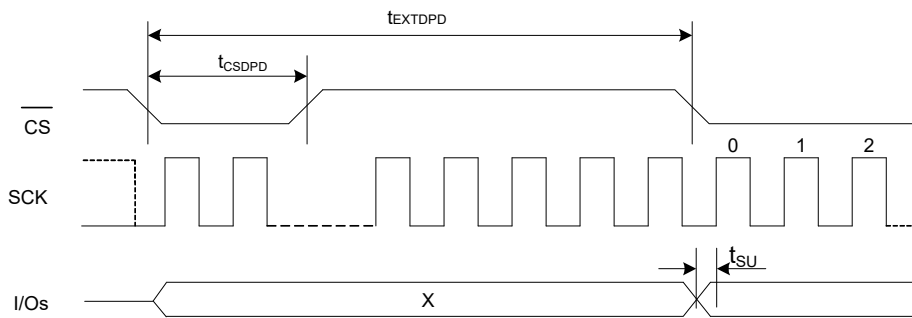 tEXTDPD
tCSDPD
CS
0 1 2
SCK
tSU
I/Os
X